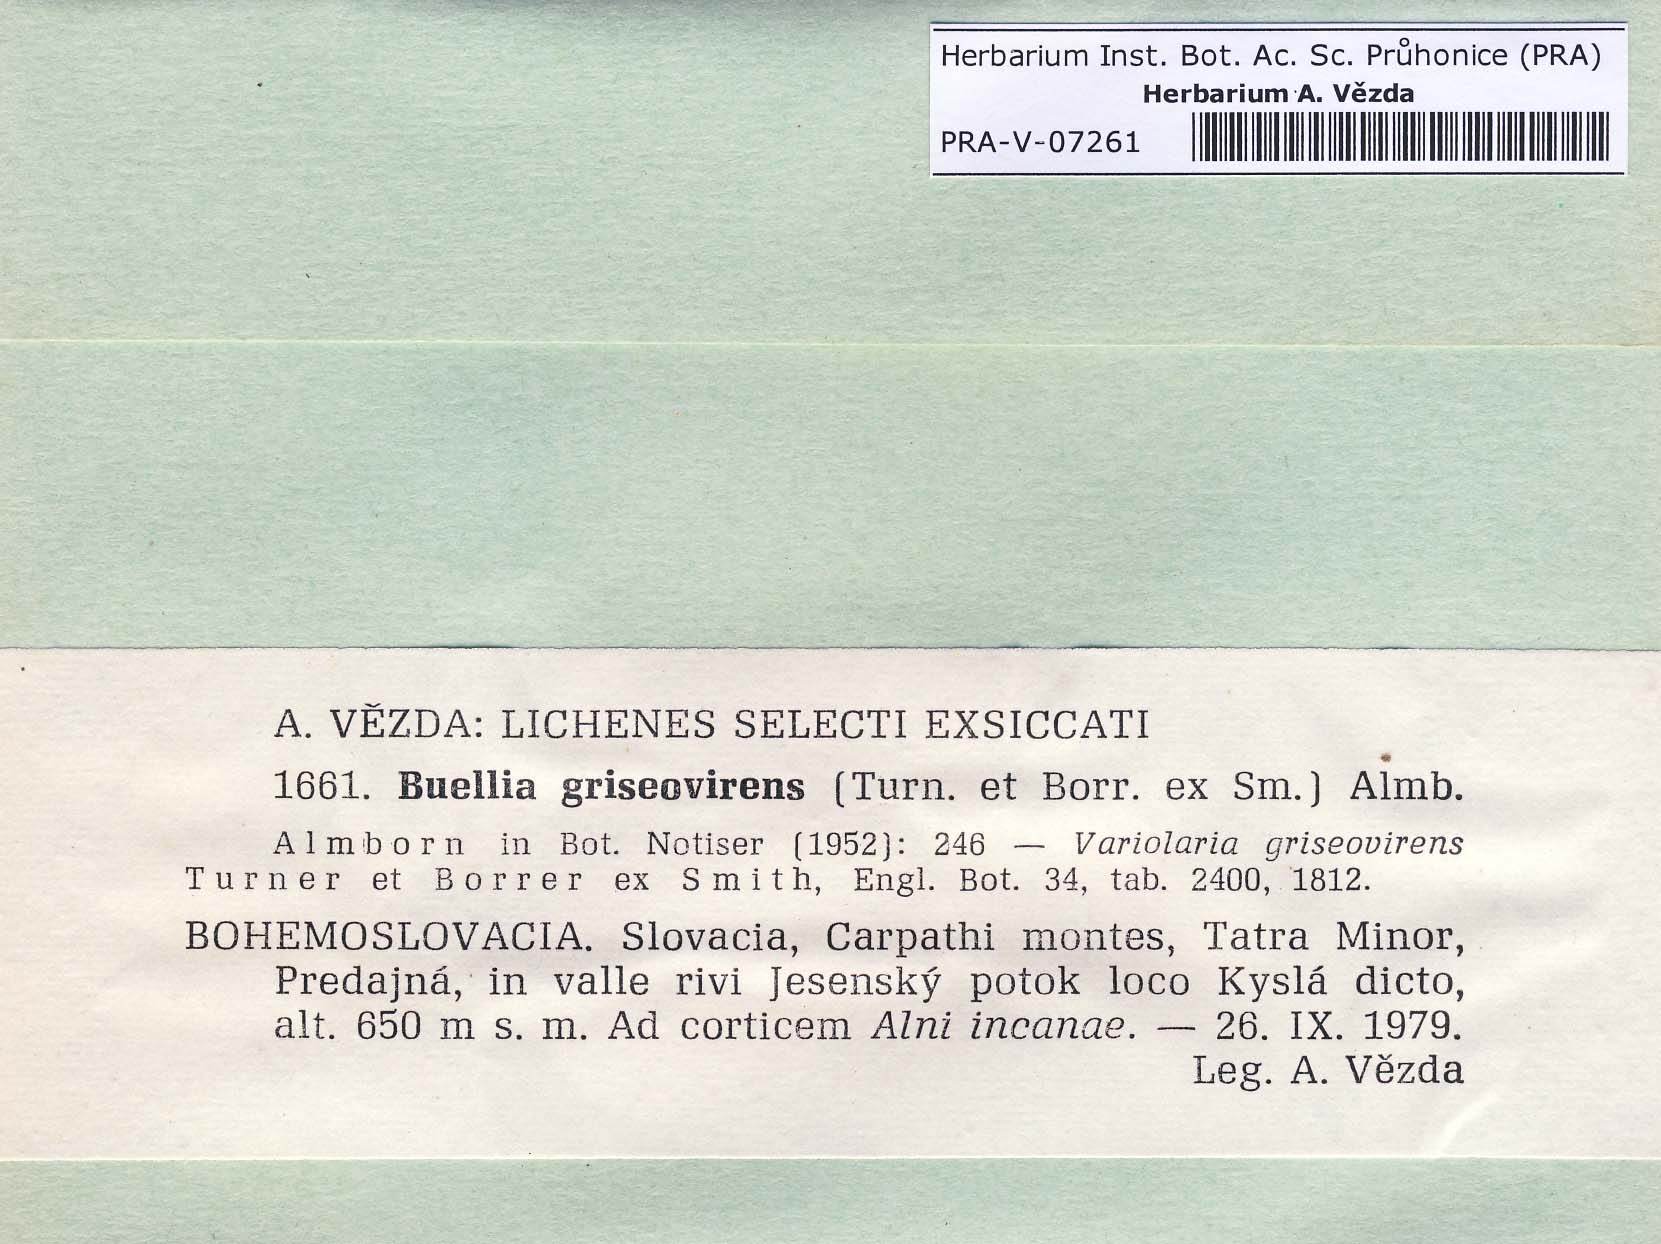 Herbarium Inst. Bot. Ac. Sc. Průhonice (PRA)
Herbarium A. Vězda
PRA-V-07261
A. VĚZDA: LICHENES SELECTI EXSICCATI
1661. Buellia griseovirens (Turn. et Borr. ex Sm.) Almb.
Almborn in Bot. Notiser (1952): 246 — Variolaria griseovirens
Turner et Borrer ex Smith, Engl. Bot. 34, tab. 2400, 1812.
BOHEMOSLOVACIA. Slovacia, Carpathi montes, Tatra Minor,
Predajná, in valle rivi Jesenský potok loco Kyslá dicto,
alt. 650 m s. m. Ad corticem Alni incanae. — 26. IX. 1979.
Leg. A. Vězda